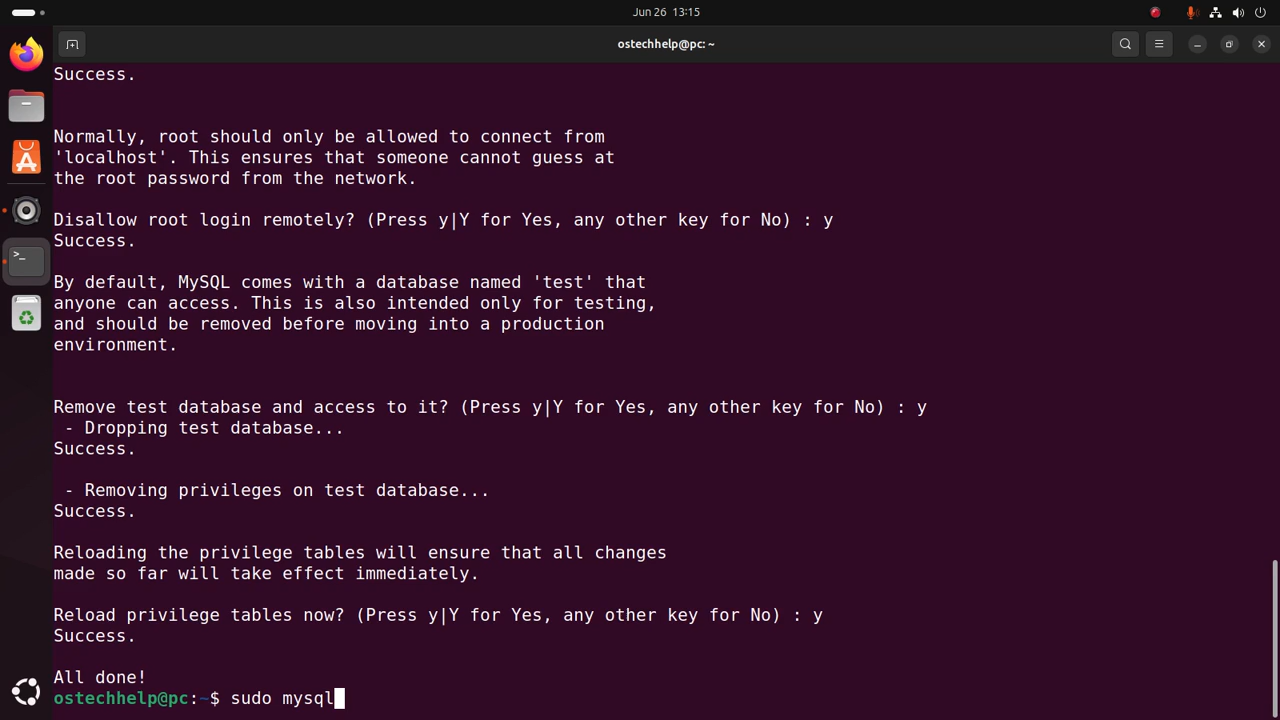 Jun 26 13:15
ostechhelp@pc: ~
Success.
Normally, root should only be allowed to connect from
'localhost'. This ensures that someone cannot guess at
the root password from the network.
Disallow root login remotely? (Press y|Y for Yes, any other key for No) : y
Success.
By default, MySQL comes with a database named 'test' that
anyone can access. This is also intended only for testing,
and should be removed before moving into a production
environment.
Remove test database and access to it? (Press y|Y for Yes, any other key for No) : y
- Dropping test database...
Success.
- Removing privileges on test database...
Success.
Reloading the privilege tables will ensure that all changes
made so far will take effect immediately.
Reload privilege tables now? (Press y|Y for Yes, any other key for No) : y
Success.
All done!
ostechhelp@pc:~$ sudo mysql